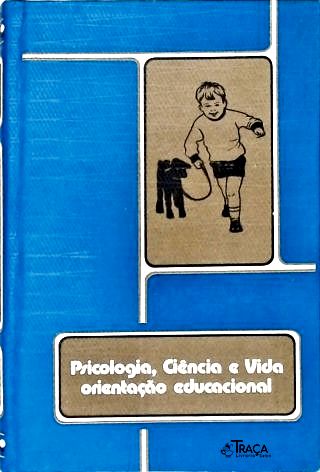 Psicologia, Ciência e Vida
orientação educacional
TRAÇA